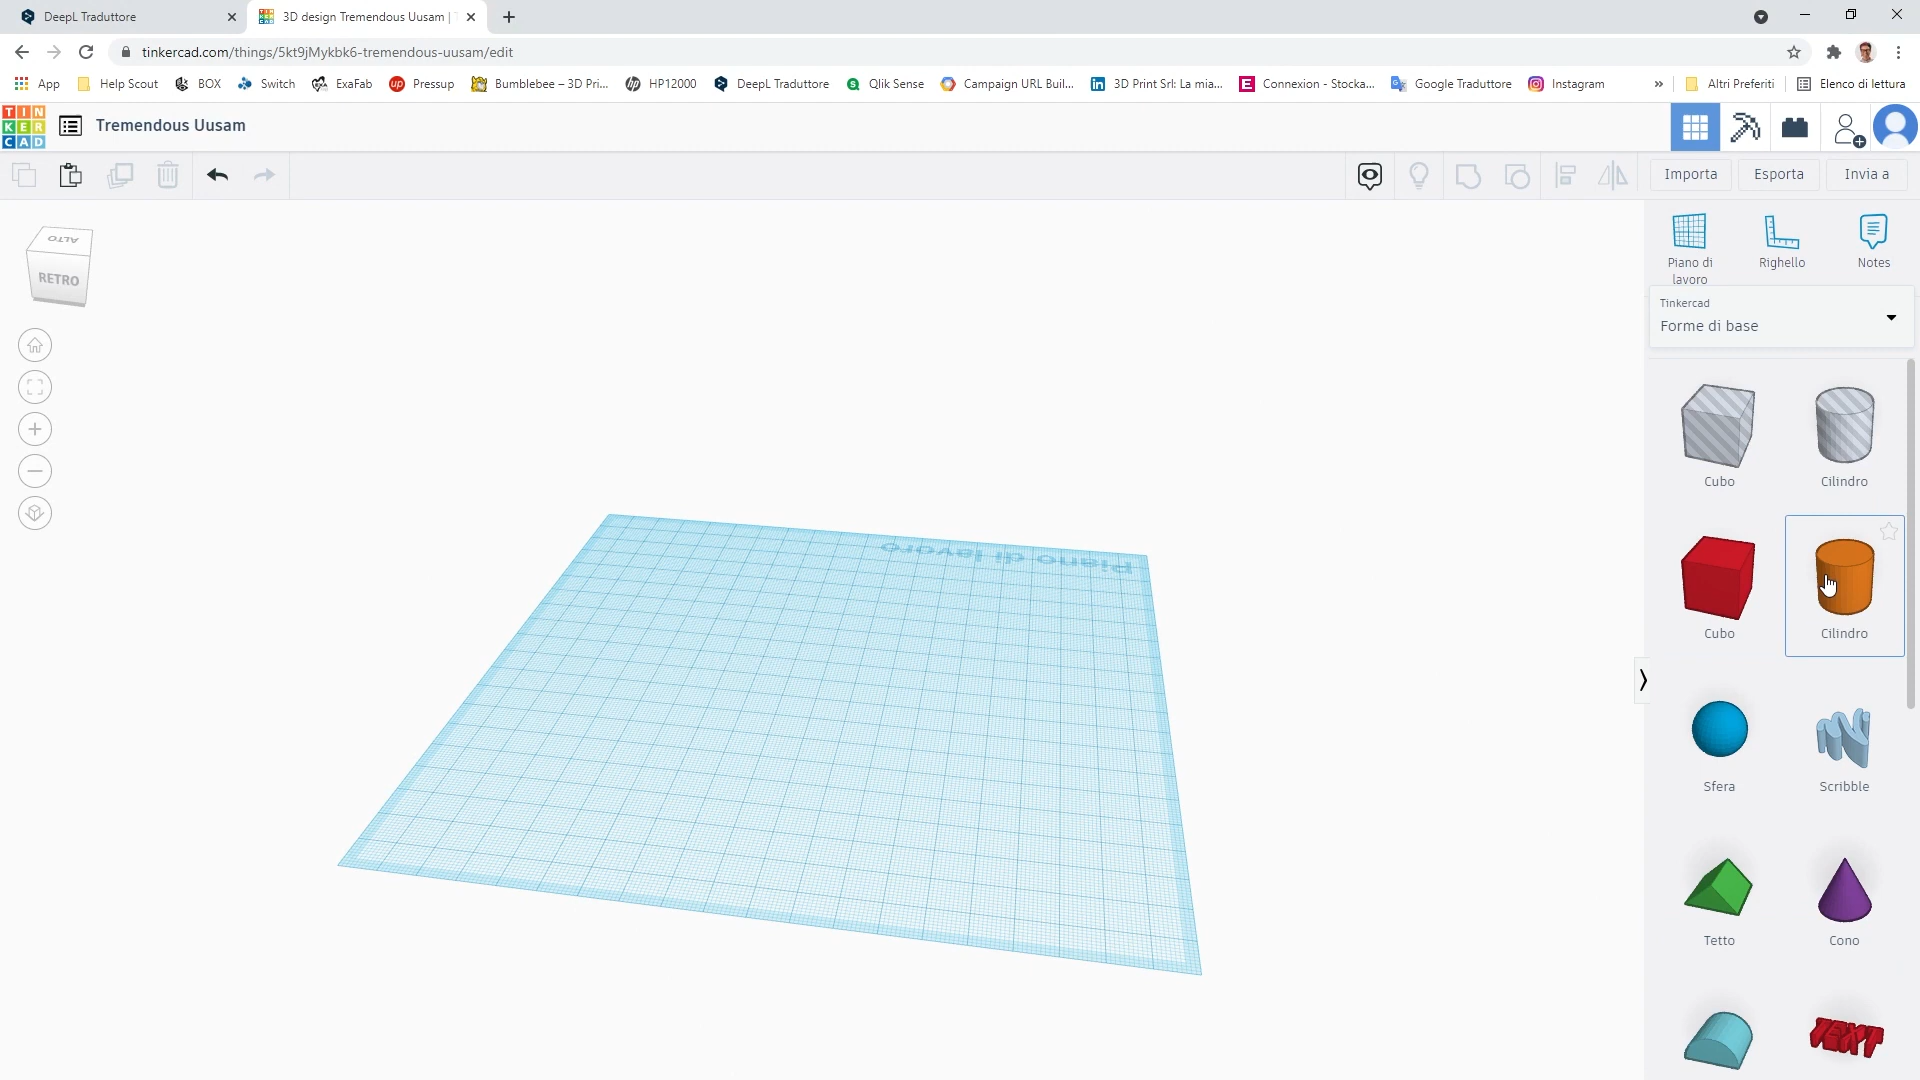 DeepL Traduttore
3D design Tremendous Uusam |
tinkercad.com/things/5kt9jMykbk6-tremendous-uusam/edit
App
Help Scout
BOX
Switch
ExaFab
Pressup
Bumblebee – 3D Pri...
HP12000
DeepL Traduttore
Qlik Sense
Campaign URL Buil...
3D Print Srl: La mia...
Connexion - Stocka...
Google Traduttore
Instagram
»
Altri Preferiti
Elenco di lettura
TIN
KER
CAD
Tremendous Uusam
Importa
Esporta
Invia a
ALTO
RETRO
Piano di
lavoro
Righello
Notes
Tinkercad
Forme di base
Cubo
Cilindro
Piano di lavoro
Cubo
Cilindro
Sfera
Scribble
Tetto
Cono
TEXT